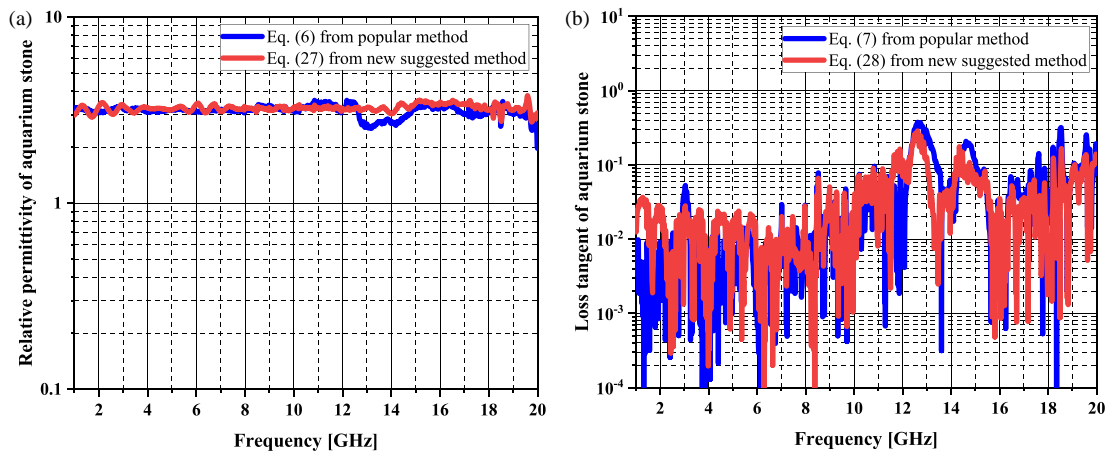 (a)
Eq. (6) from popular method
Eq. (27) from new suggested method
Relative permittivity of aquarium stone
10
1
0.1
2 4 6 8 10 12 14 16 18 20
Frequency [GHz]
(b)
Eq. (7) from popular method
Eq. (28) from new suggested method
Loss tangent of aquarium stone
10¹
10⁰
10⁻¹
10⁻²
10⁻³
10⁻⁴
2 4 6 8 10 12 14 16 18 20
Frequency [GHz]